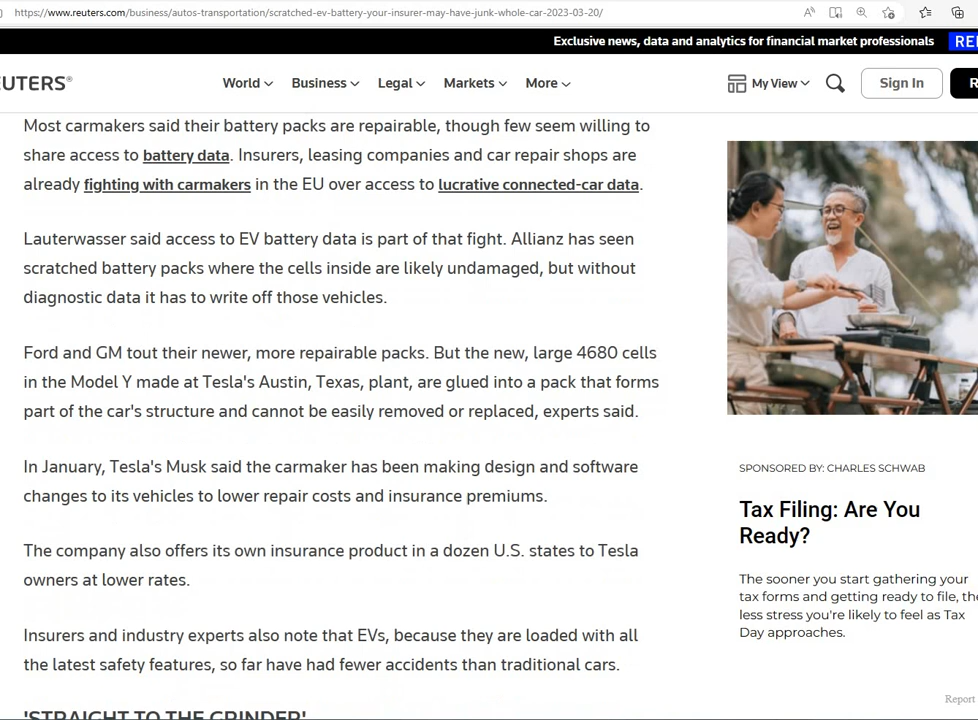 https://www.reuters.com/business/autos-transportation/scratched-ev-battery-your-insurer-may-have-junk-whole-car-2023-03-20/
Exclusive news, data and analytics for financial market professionals
World Business Legal Markets More My View Sign In
Most carmakers said their battery packs are repairable, though few seem willing to
share access to battery data. Insurers, leasing companies and car repair shops are
already fighting with carmakers in the EU over access to lucrative connected-car data.
Lauterwasser said access to EV battery data is part of that fight. Allianz has seen
scratched battery packs where the cells inside are likely undamaged, but without
diagnostic data it has to write off those vehicles.
Ford and GM tout their newer, more repairable packs. But the new, large 4680 cells
in the Model Y made at Tesla's Austin, Texas, plant, are glued into a pack that forms
part of the car's structure and cannot be easily removed or replaced, experts said.
In January, Tesla's Musk said the carmaker has been making design and software
changes to its vehicles to lower repair costs and insurance premiums.
The company also offers its own insurance product in a dozen U.S. states to Tesla
owners at lower rates.
Insurers and industry experts also note that EVs, because they are loaded with all
the latest safety features, so far have had fewer accidents than traditional cars.
'STRAIGHT TO THE GRINDER'
SPONSORED BY: CHARLES SCHWAB
Tax Filing: Are You
Ready?
The sooner you start gathering your
tax forms and getting ready to file, the
less stress you're likely to feel as Tax
Day approaches.
Report